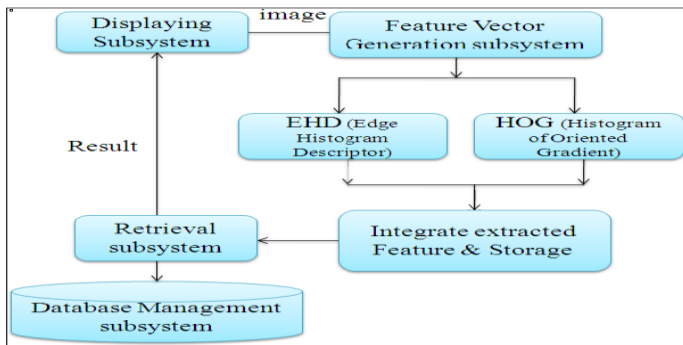 Displaying
Subsystem
image
Feature Vector
Generation subsystem
EHD (Edge
Histogram
Descriptor)
HOG (Histogram
of Oriented
Gradient)
Result
Retrieval
subsystem
Integrate extracted
Feature & Storage
Database Management
subsystem